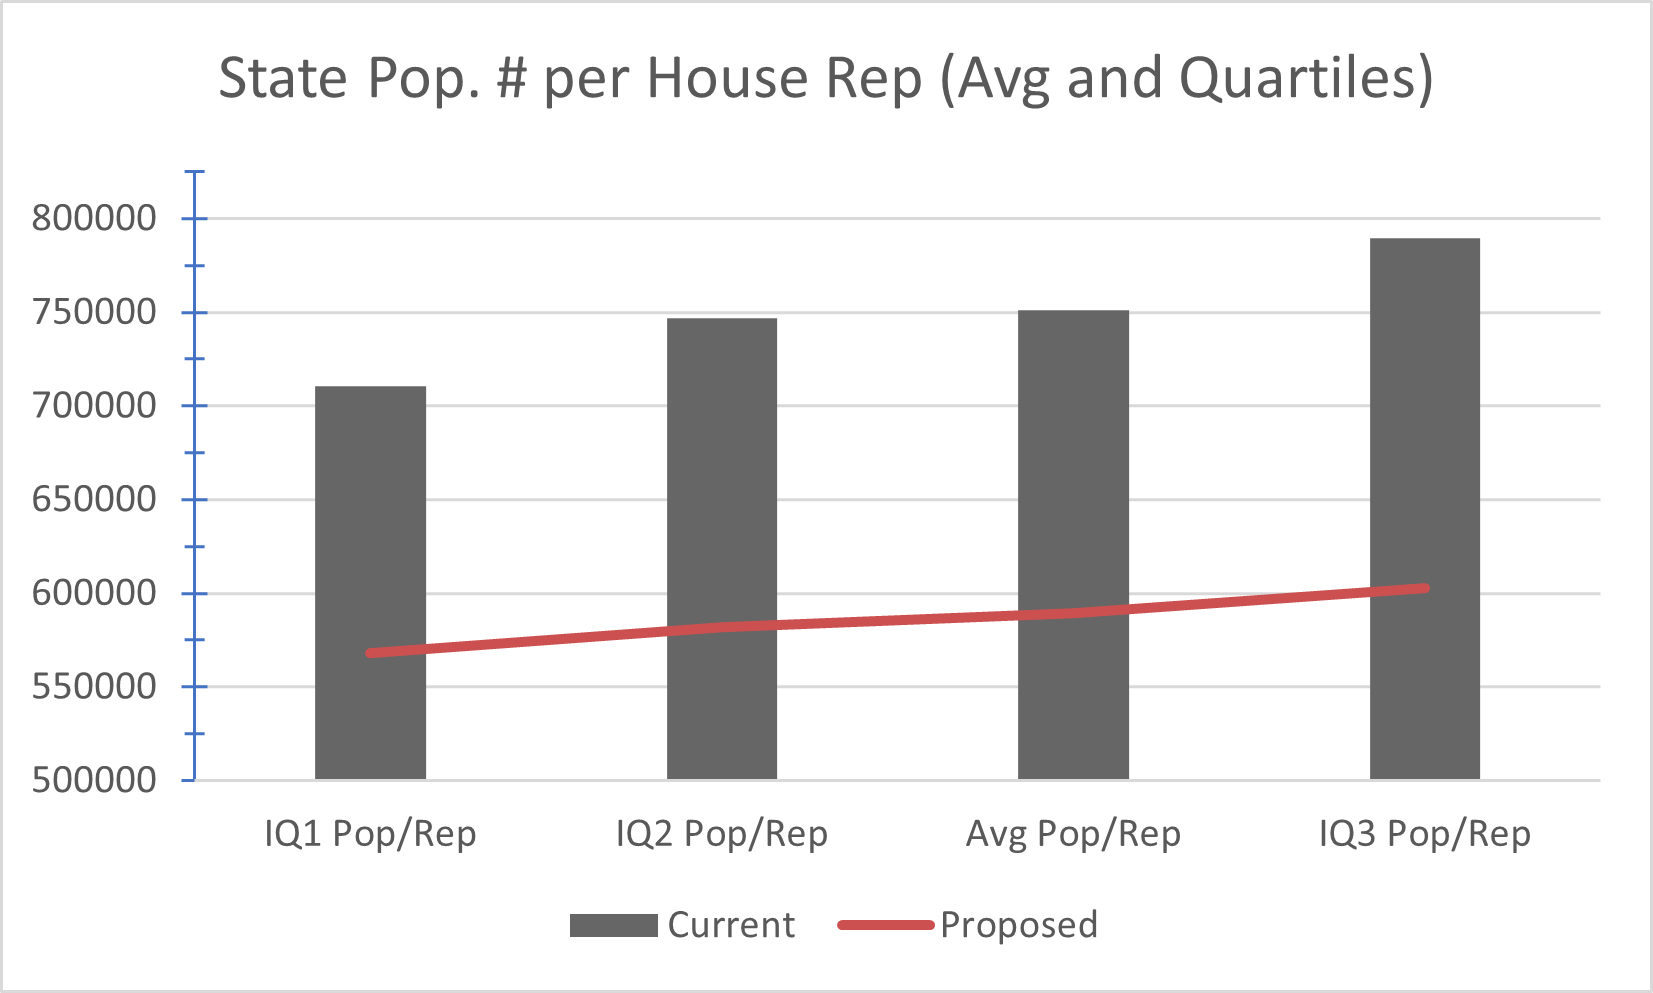 State Pop. # per House Rep (Avg and Quartiles)
800000
750000
700000
650000
600000
550000
500000
IQ1 Pop/Rep IQ2 Pop/Rep Avg Pop/Rep IQ3 Pop/Rep
Current Proposed